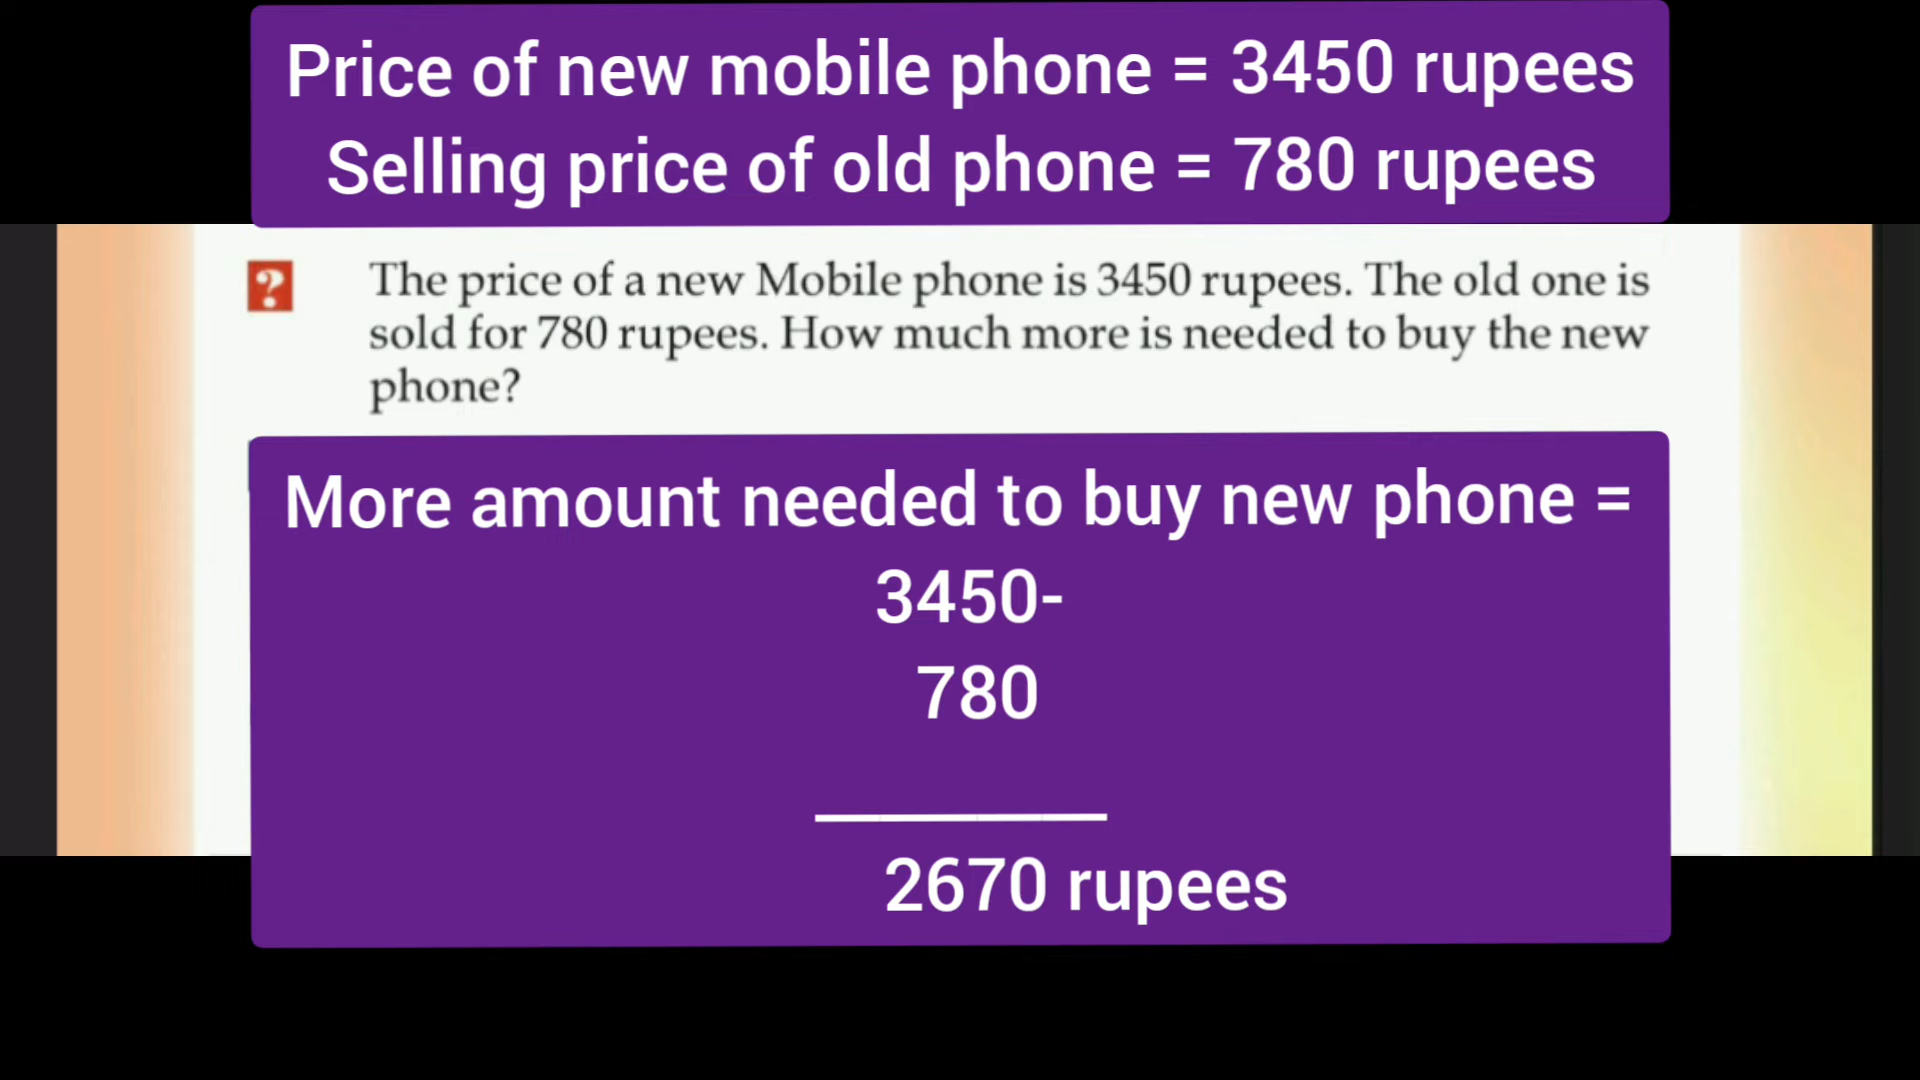 Price of new mobile phone = 3450 rupees
Selling price of old phone = 780 rupees
?
The price of a new Mobile phone is 3450 rupees. The old one is
sold for 780 rupees. How much more is needed to buy the new
phone?
More amount needed to buy new phone =
3450-
780
2670 rupees